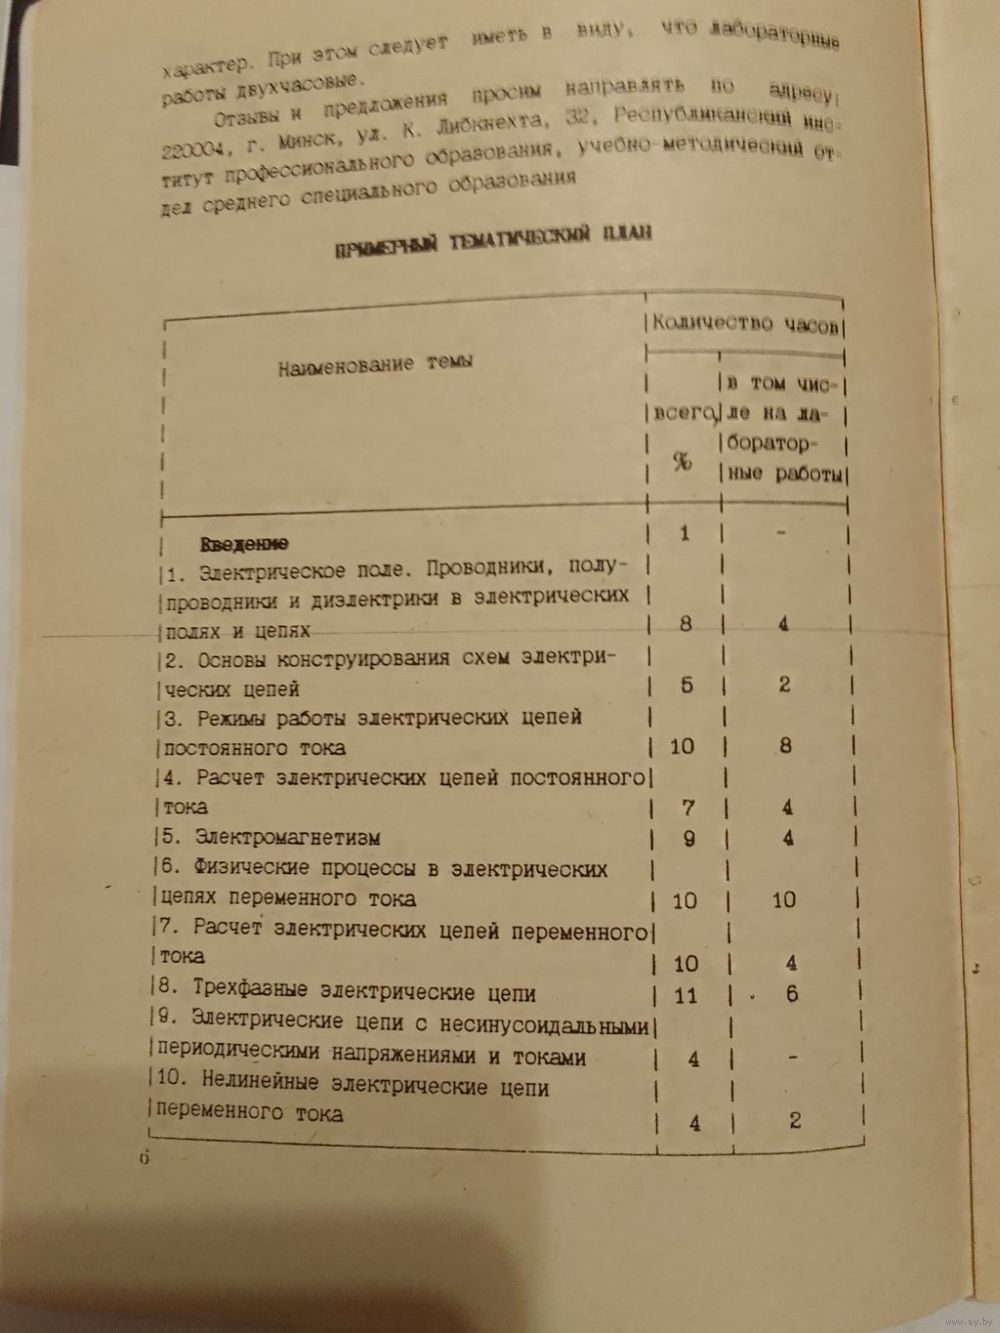 характер. При этом следует иметь в виду, что лабораторные
работы двухчасовые.
Отзывы и предложения просим направлять по адресу:
220004, г. Минск, ул. К. Либкнехта, 32, Республиканский инс-
титут профессионального образования, учебно-методический от-
дел среднего специального образования
ПРИМЕРНЫЙ ТЕМАТИЧЕСКИЙ ПЛАН
Количество часов
Наименование темы
в том чис-
всего, ле на ла-
% боратор-
ные работы
Введение 1 -
1. Электрическое поле. Проводники, полу-
проводники и диэлектрики в электрических
полях и цепях 8 4
2. Основы конструирования схем электри-
ческих цепей 5 2
3. Режимы работы электрических цепей
постоянного тока 10 8
4. Расчет электрических цепей постоянного
тока 7 4
5. Электромагнетизм 9 4
6. Физические процессы в электрических
цепях переменного тока 10 10
7. Расчет электрических цепей переменного
тока 10 4
8. Трехфазные электрические цепи 11 6
9. Электрические цепи с несинусоидальными
периодическими напряжениями и токами 4 -
10. Нелинейные электрические цепи
переменного тока 4 2
6
www.ay.by